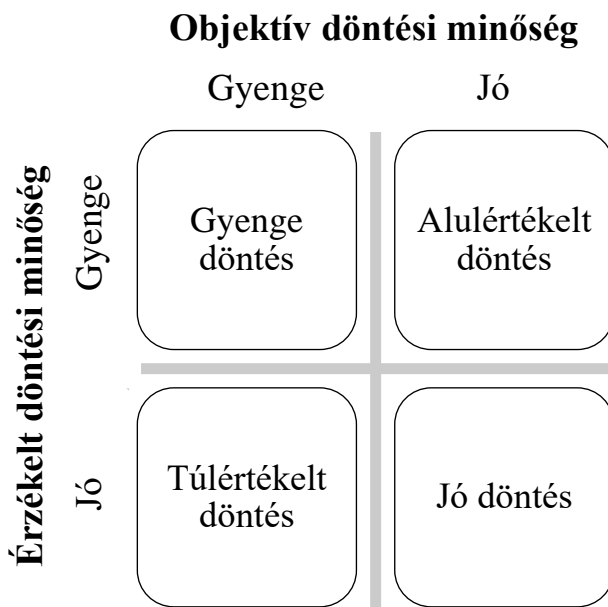 Objektív döntési minőség
Gyenge Jó
Érzékelt döntési minőség
Gyenge
Gyenge
döntés
Alulértékelt
döntés
Jó
Túlértékelt
döntés
Jó döntés